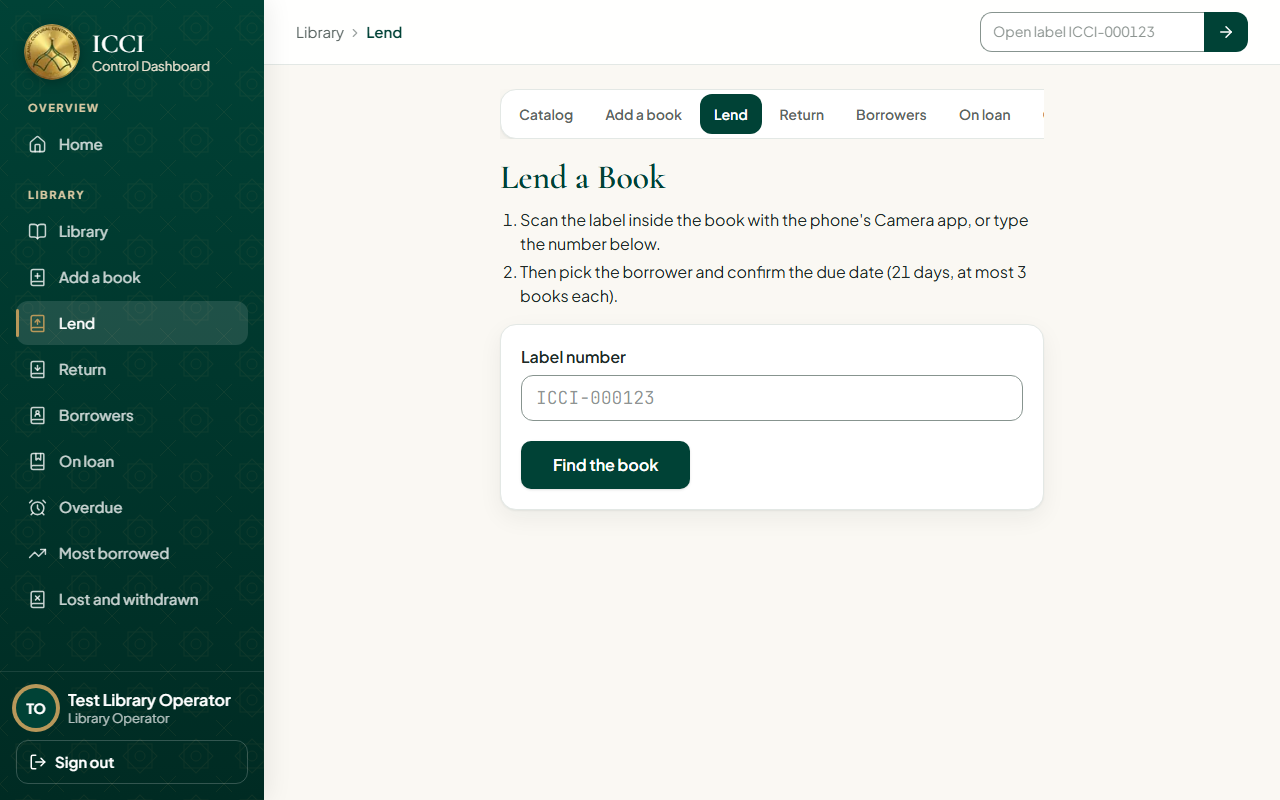 ICCI
Control Dashboard
OVERVIEW
Home
LIBRARY
Library
Add a book
Lend
Return
Borrowers
On loan
Overdue
Most borrowed
Lost and withdrawn
TO
Test Library Operator
Library Operator
Sign out
Library > Lend
Open label ICCI-000123
Catalog Add a book Lend Return Borrowers On loan
Lend a Book
1. Scan the label inside the book with the phone's Camera app, or type
the number below.
2. Then pick the borrower and confirm the due date (21 days, at most 3
books each).
Label number
ICCI-000123
Find the book